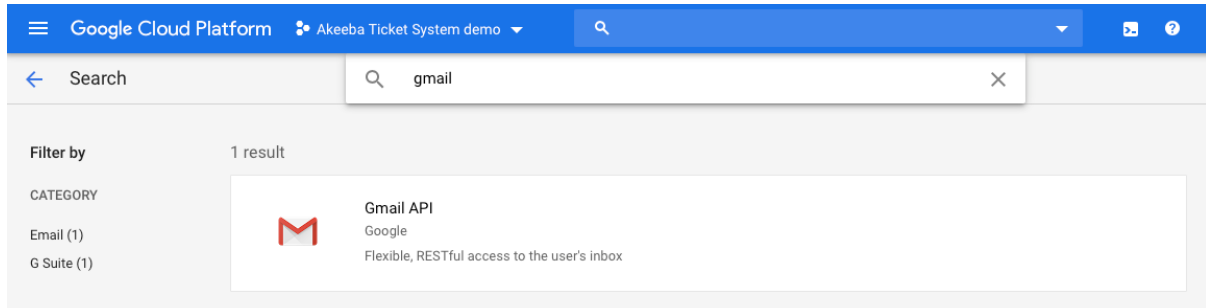 Google Cloud Platform Akeeba Ticket System demo
Search gmail
Filter by 1 result
CATEGORY
Email (1)
G Suite (1)
Gmail API
Google
Flexible, RESTful access to the user's inbox